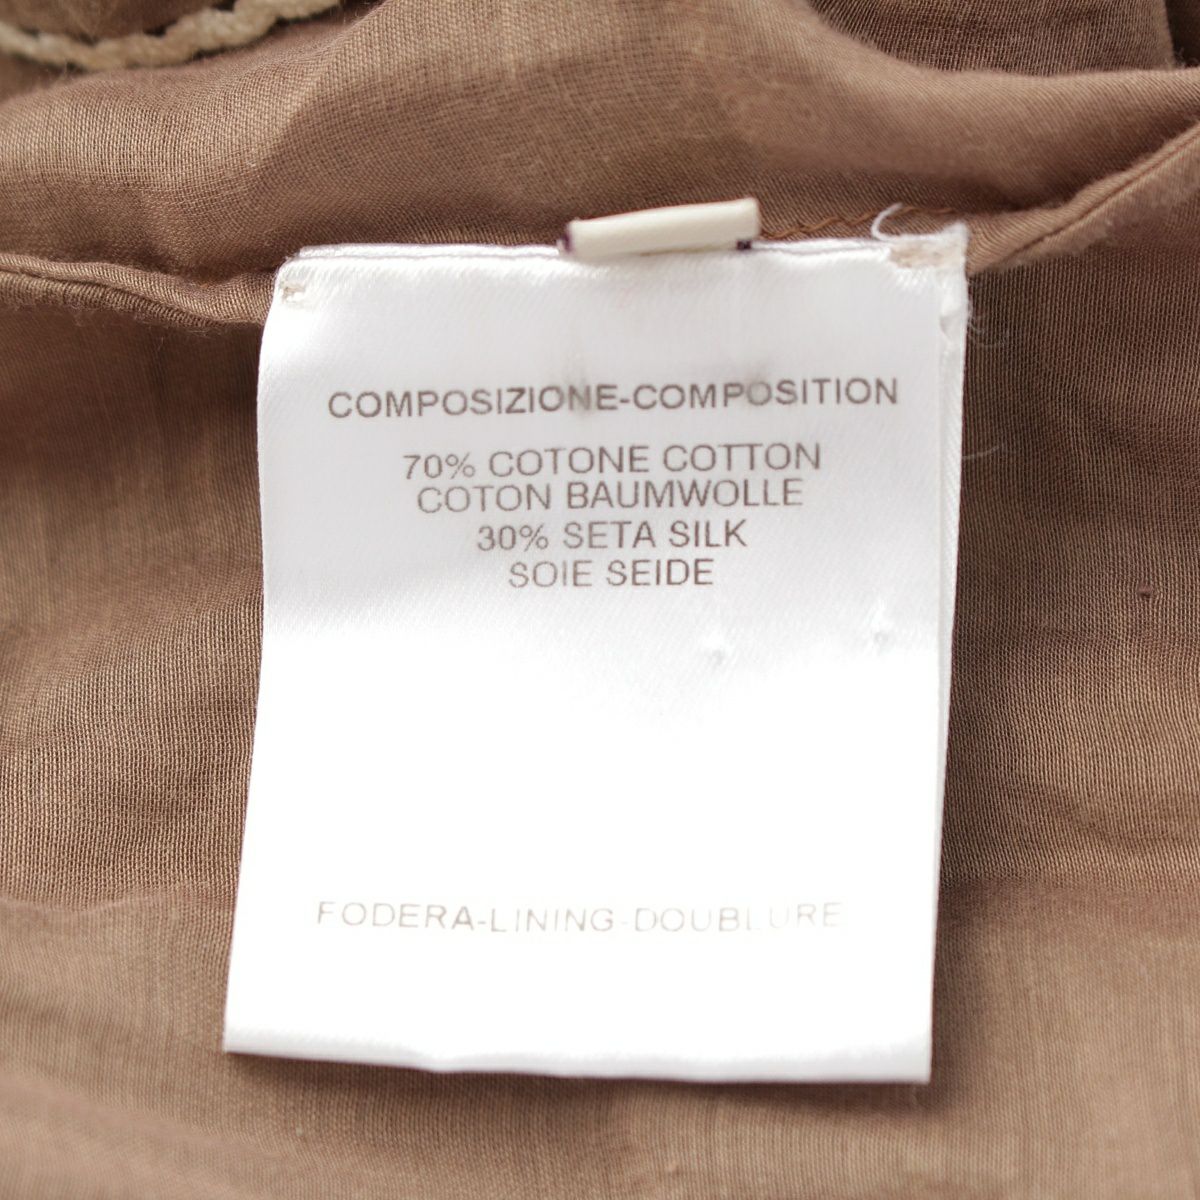 COMPOSIZIONE-COMPOSITION
70% COTONE COTTON
COTON BAUMWOLLE
30% SETA SILK
SOIE SEIDE
FODERA-LINING-DOUBLURE